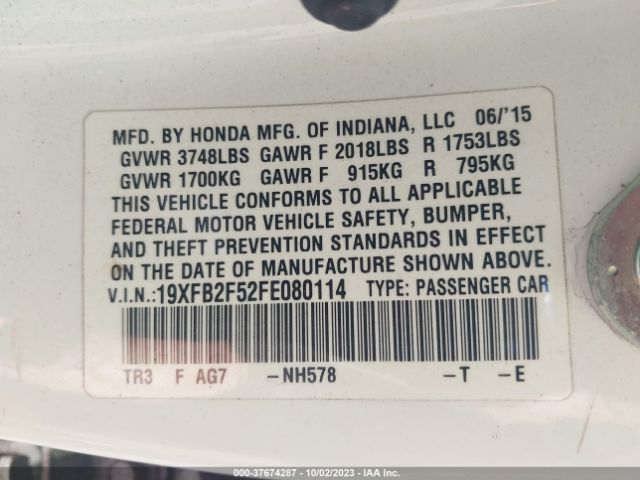 MFD. BY HONDA MFG. OF INDIANA, LLC 06/'15
GVWR 3748LBS GAWR F 2018LBS R 1753LBS
GVWR 1700KG GAWR F 915KG R 795KG
THIS VEHICLE CONFORMS TO ALL APPLICABLE
FEDERAL MOTOR VEHICLE SAFETY, BUMPER,
AND THEFT PREVENTION STANDARDS IN EFFECT
ON THE DATE OF MANUFACTURE SHOWN ABOVE.
V.I.N.:19XFB2F52FE080114 TYPE: PASSENGER CAR
TR3 F AG7 -NH578 -T -E
0-37674287 - 10/02/2023 - IAA Inc.